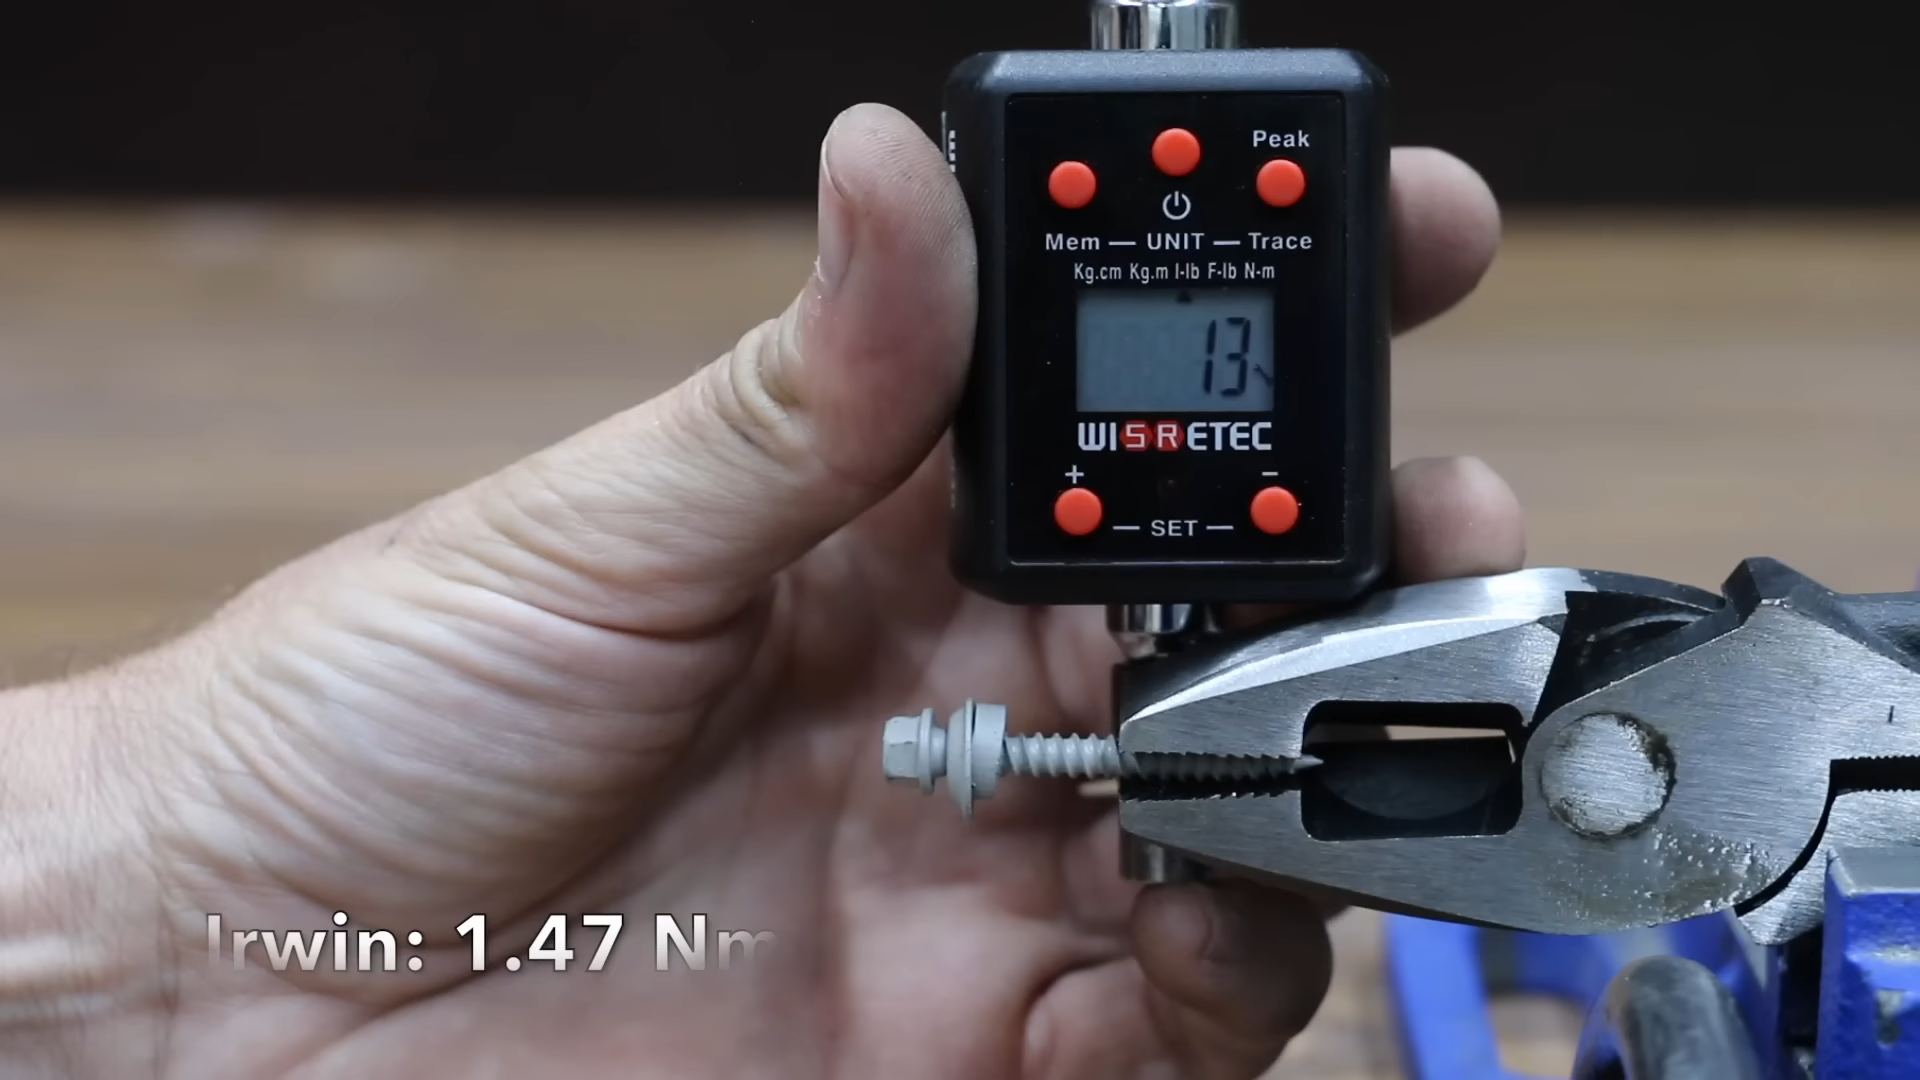 Peak
Mem — UNIT — Trace
Kg.cm Kg.m I-lb F-lb N-m
13
WISRETEC
+ −
— SET —
Irwin: 1.47 Nm